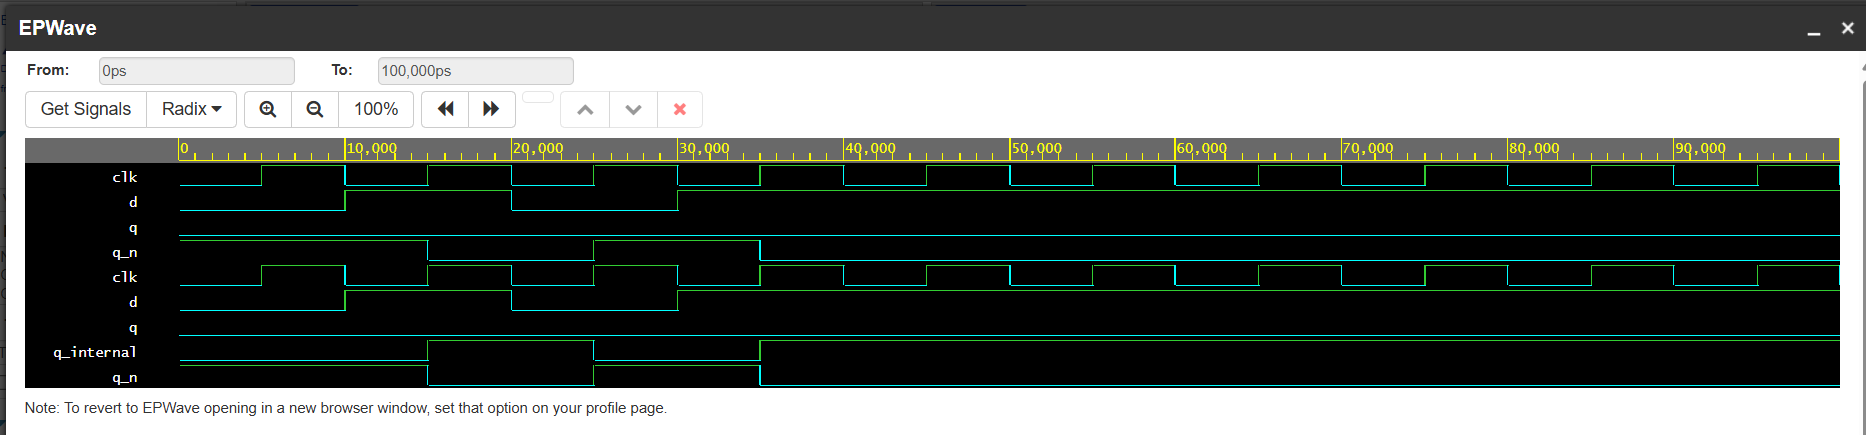 EPWave
From: 0ps To: 100,000ps
Get Signals Radix 100%
0 10,000 20,000 30,000 40,000 50,000 60,000 70,000 80,000 90,000
clk
d
q
q_n
clk
d
q
q_internal
q_n
Note: To revert to EPWave opening in a new browser window, set that option on your profile page.